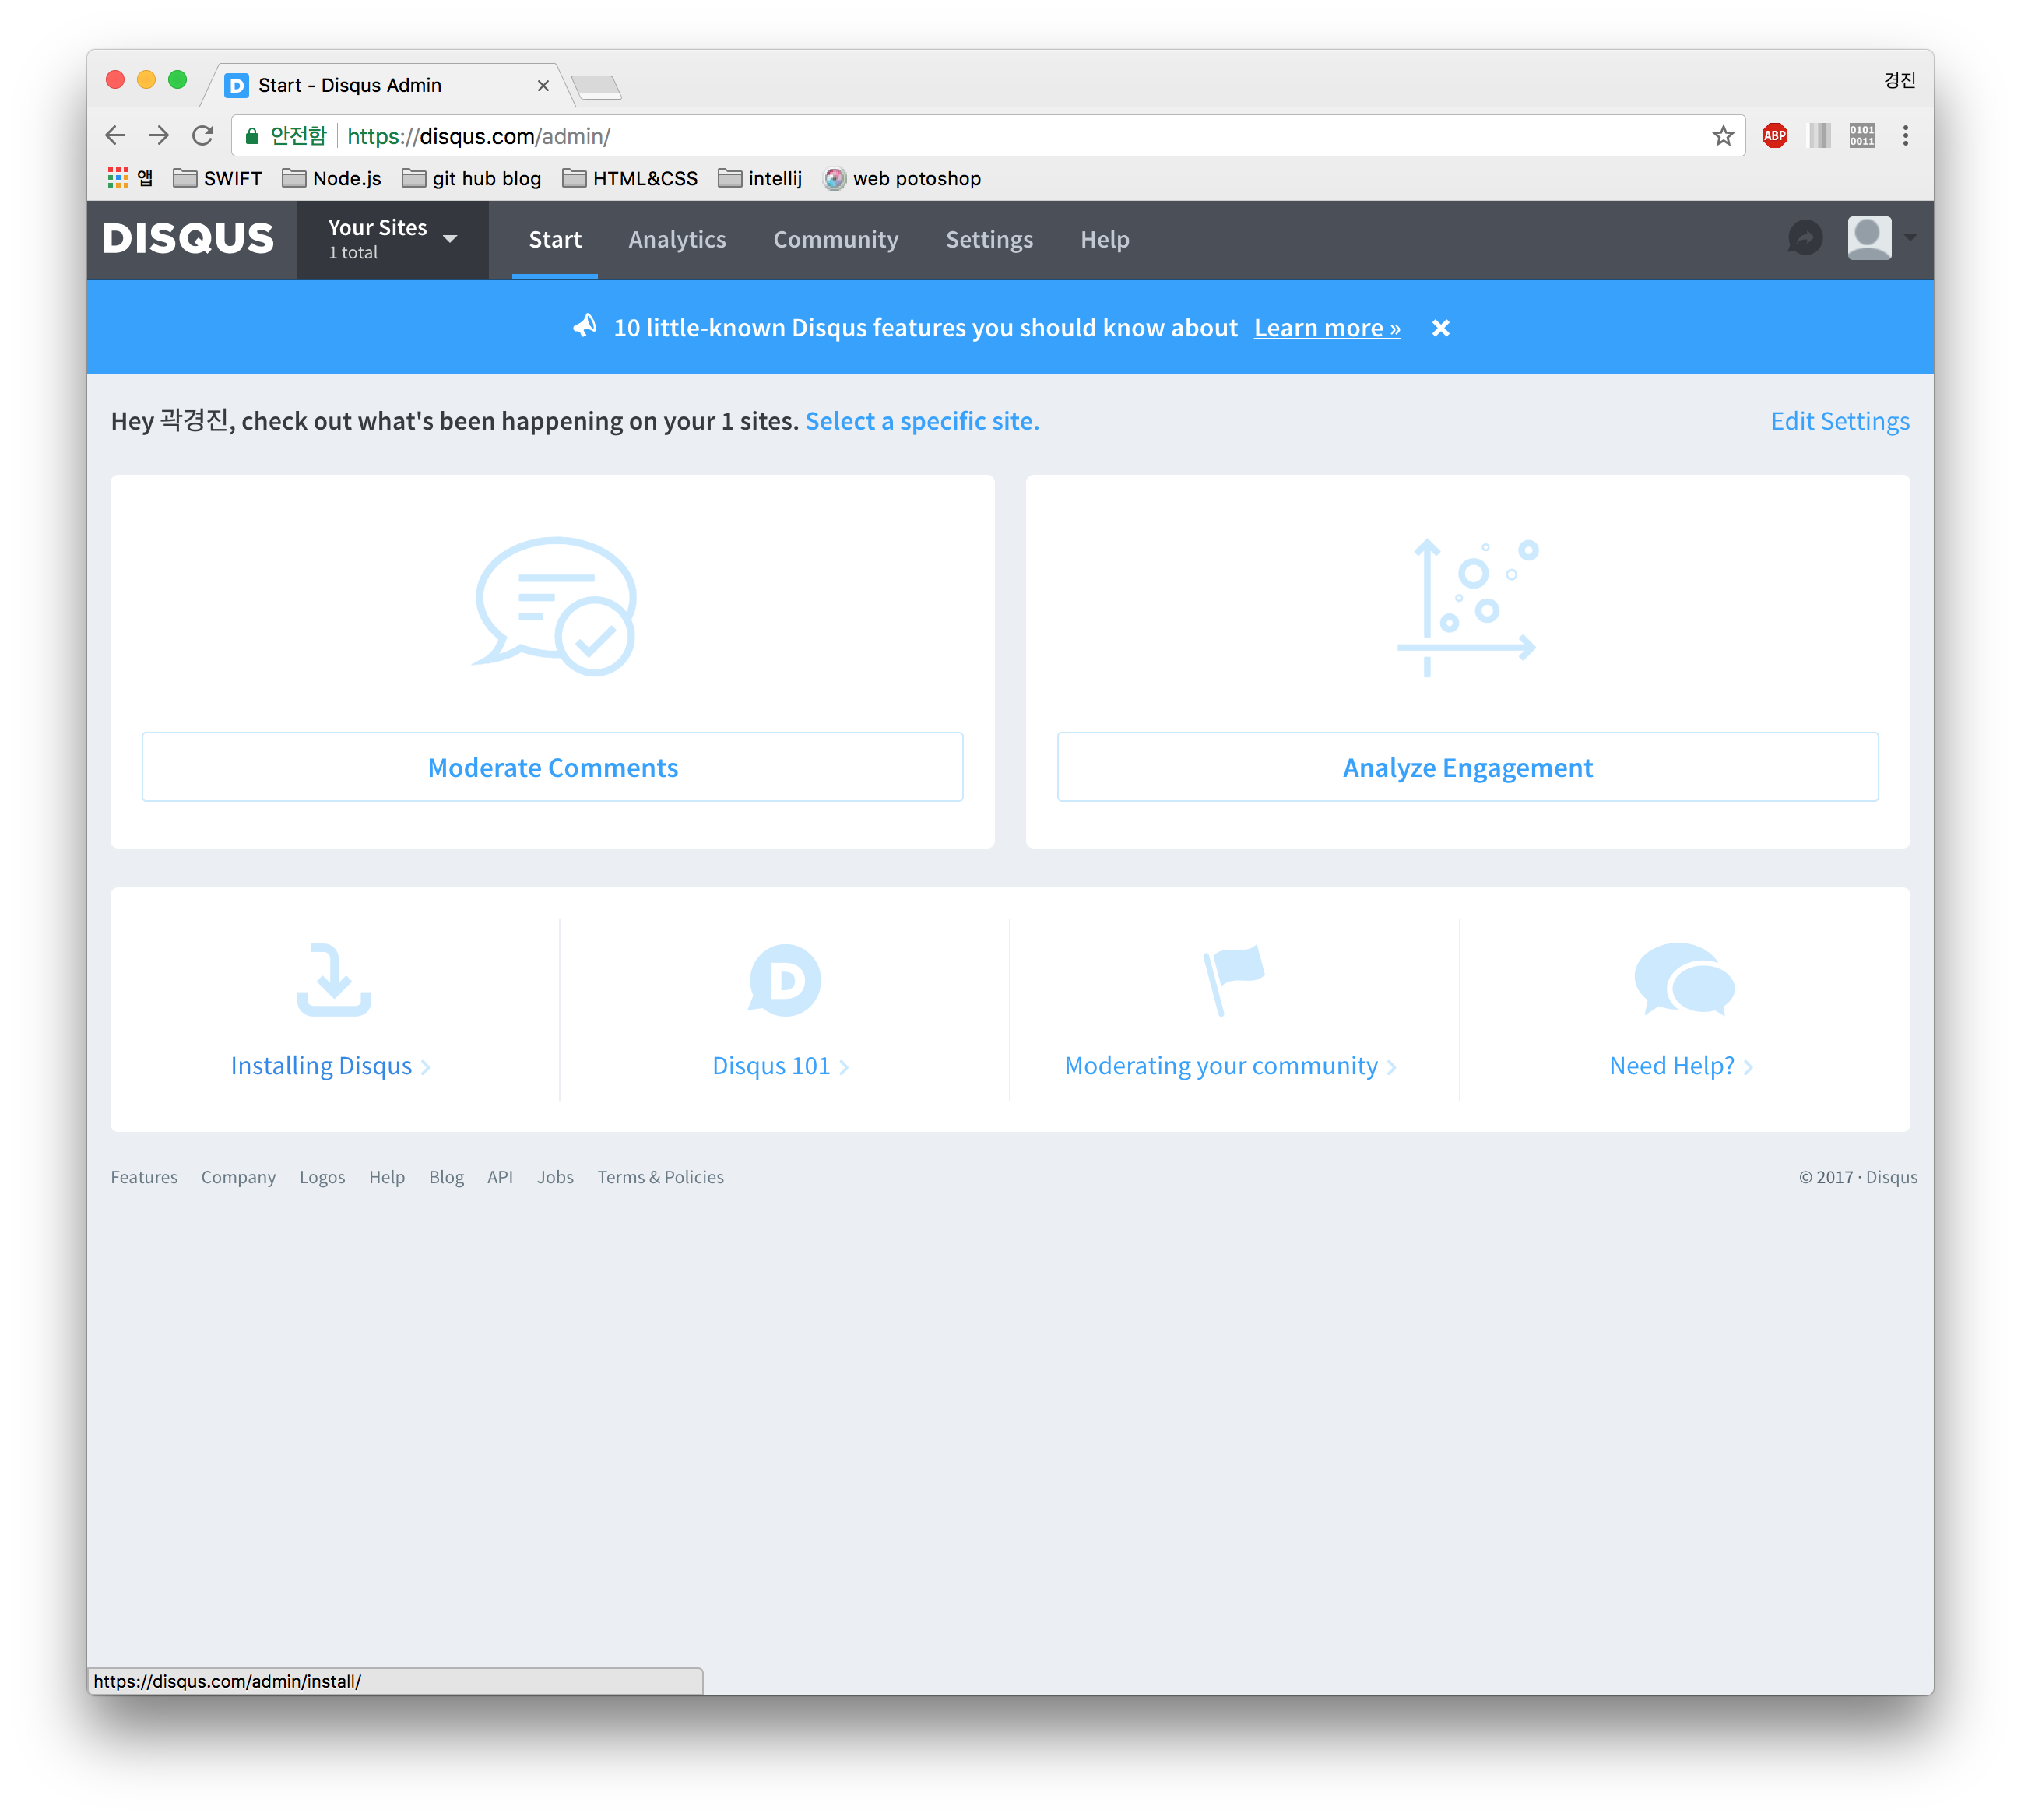 Start - Disqus Admin
경진
안전함 https://disqus.com/admin/
ABP
0101
0011
앱 SWIFT Node.js git hub blog HTML&CSS intellij web potoshop
DISQUS Your Sites Start Analytics Community Settings Help
1 total
10 little-known Disqus features you should know about Learn more »
Hey 곽경진, check out what's been happening on your 1 sites. Select a specific site. Edit Settings
Moderate Comments Analyze Engagement
Installing Disqus Disqus 101 Moderating your community Need Help?
Features Company Logos Help Blog API Jobs Terms & Policies © 2017 · Disqus
https://disqus.com/admin/install/